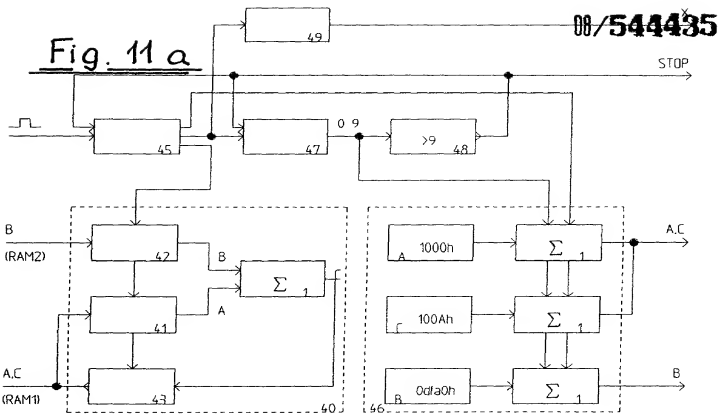 X
49
08/544435
Fig. 11 a
STOP
45
0 9
47
>9
48
B
(RAM2)
42
B
A
Σ
1
41
A,C
(RAM1)
43
40
A
1000h
Σ
1
A,C
C
100Ah
Σ
1
B
0dfa0h
Σ
1
B
46